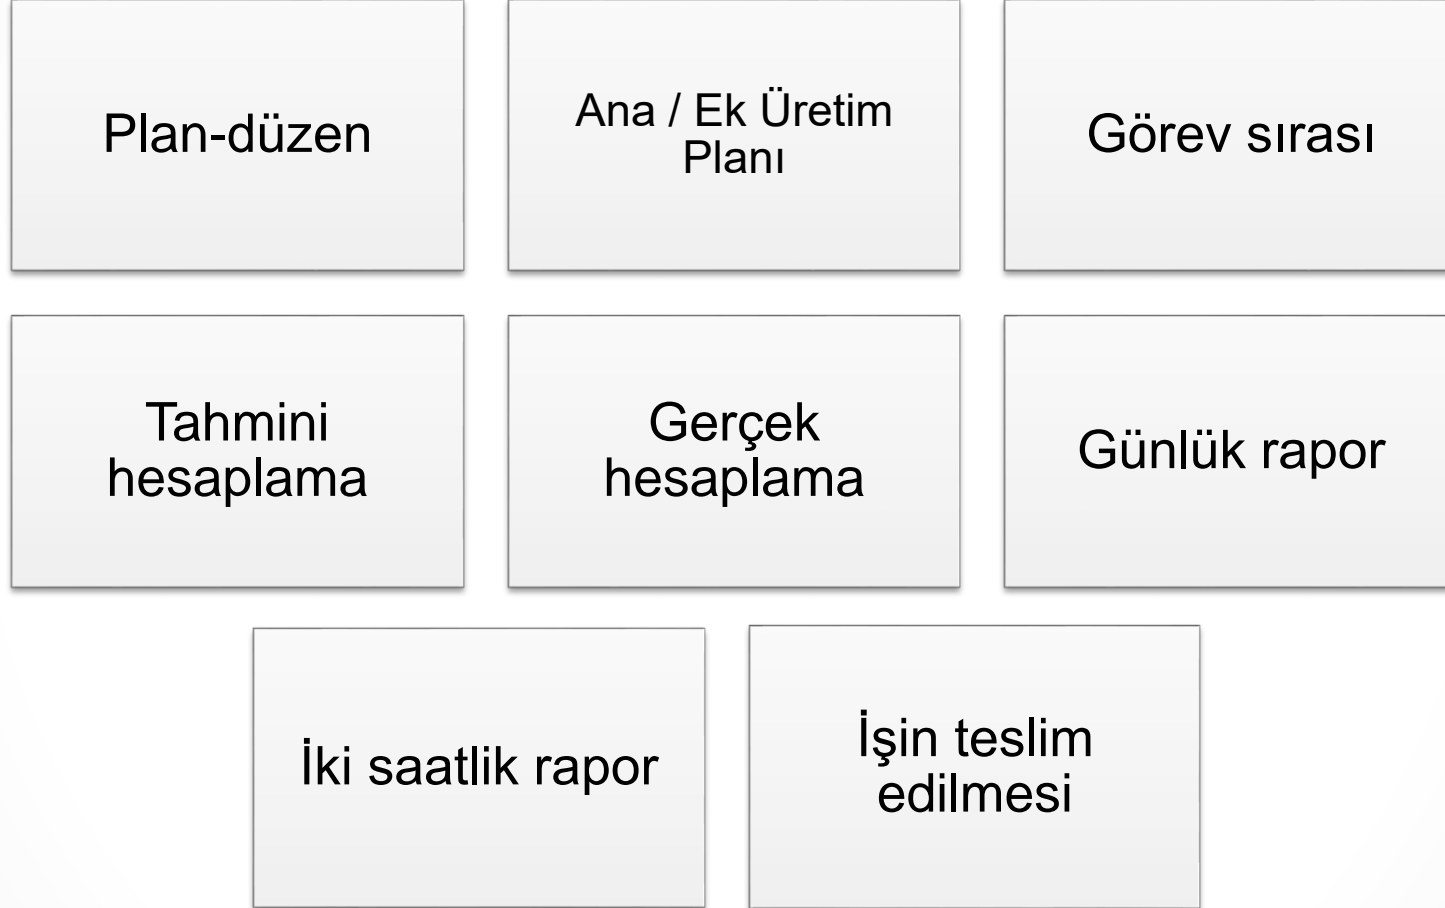 Plan-düzen
Ana / Ek Üretim
Planı
Görev sırası
Tahmini
hesaplama
Gerçek
hesaplama
Günlük rapor
İki saatlik rapor
İşin teslim
edilmesi